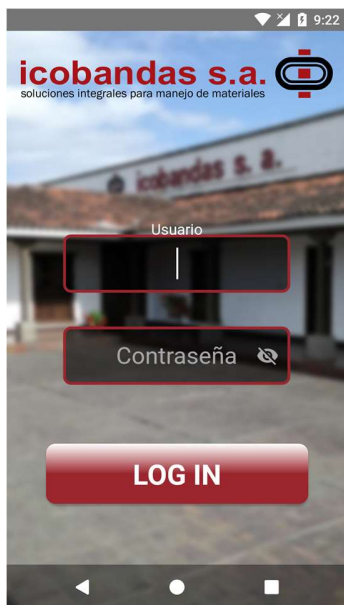 9:22
icobandas s.a.
soluciones integrales para manejo de materiales
icobandas s. a.
Usuario
Contraseña
LOG IN